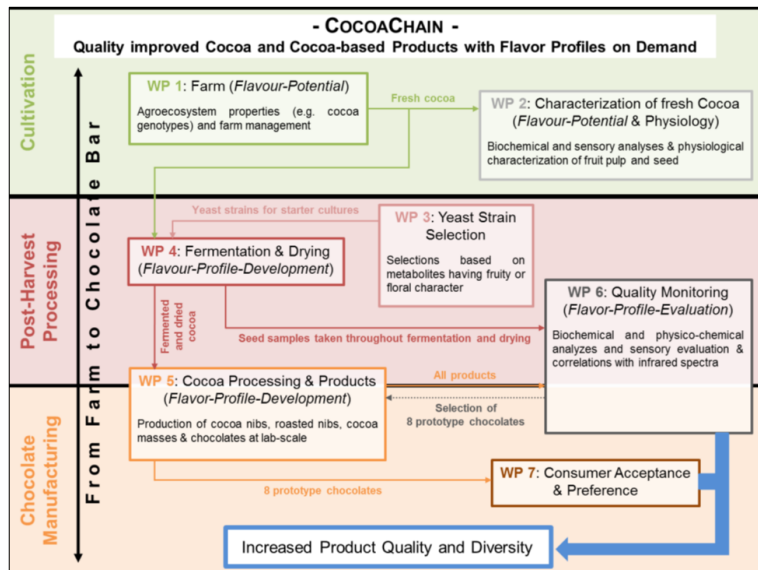 - COCOACHAIN -
Quality improved Cocoa and Cocoa-based Products with Flavor Profiles on Demand
Cultivation
From Farm to Chocolate Bar
WP 1: Farm (Flavour-Potential)
Agroecosystem properties (e.g. cocoa
genotypes) and farm management
Fresh cocoa
WP 2: Characterization of fresh Cocoa
(Flavour-Potential & Physiology)
Biochemical and sensory analyses & physiological
characterization of fruit pulp and seed
Post-Harvest
Processing
Yeast strains for starter cultures
WP 3: Yeast Strain
Selection
Selections based on
metabolites having fruity or
floral character
WP 4: Fermentation & Drying
(Flavour-Profile-Development)
Fermented
and dried
cocoa
Seed samples taken throughout fermentation and drying
WP 6: Quality Monitoring
(Flavor-Profile-Evaluation)
Biochemical and physico-chemical
analyzes and sensory evaluation &
correlations with infrared spectra
Chocolate
Manufacturing
WP 5: Cocoa Processing & Products
(Flavor-Profile-Development)
Production of cocoa nibs, roasted nibs, cocoa
masses & chocolates at lab-scale
All products
Selection of
8 prototype chocolates
8 prototype chocolates
WP 7: Consumer Acceptance
& Preference
Increased Product Quality and Diversity